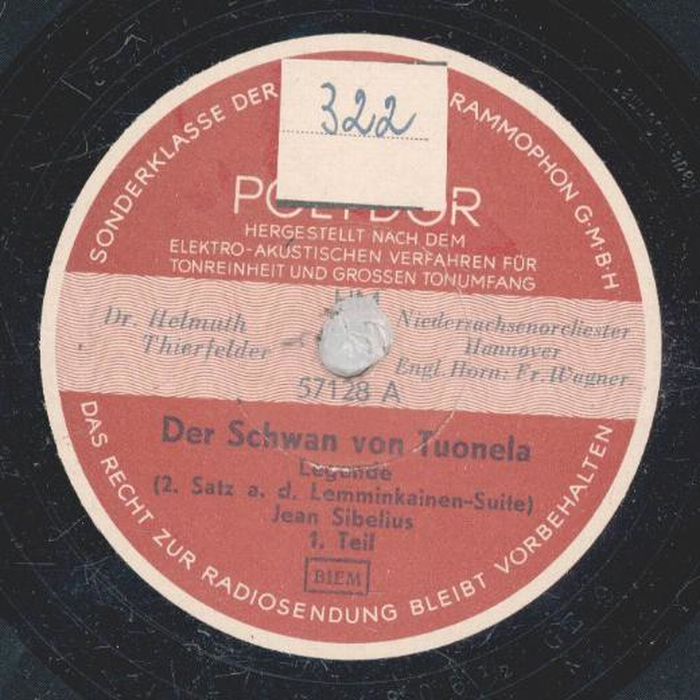 322
SONDERKLASSE DER RAMMOPHON G·M·B·H
POLYDOR
HERGESTELLT NACH DEM
ELEKTRO-AKUSTISCHEN VERFAHREN FÜR
TONREINHEIT UND GROSSEN TONUMFANG
Dr. Helmuth
Thierfelder
Niedersachsenorchester
Hannover
Engl. Horn: Fr. Wagner
57128 A
Der Schwan von Tuonela
Legende
(2. Satz a. d. Lemminkainen-Suite)
Jean Sibelius
1. Teil
BIEM
DAS RECHT ZUR RADIOSENDUNG BLEIBT VORBEHALTEN